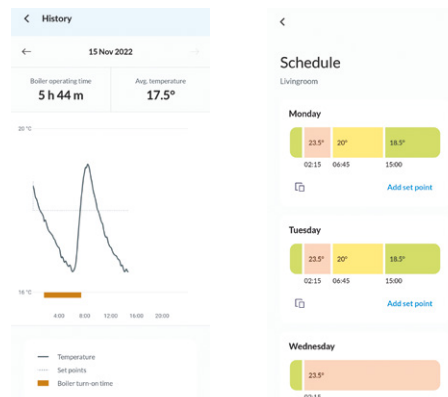 History
15 Nov 2022
Boiler operating time
5 h 44 m
Avg. temperature
17.5°
20 °C
16 °C
4:00 8:00 12:00 16:00 20:00
Temperature
Set points
Boiler turn-on time
Schedule
Livingroom
Monday
23.5° 20° 18.5°
02:15 06:45 15:00
Add set point
Tuesday
23.5° 20° 18.5°
02:15 06:45 15:00
Add set point
Wednesday
23.5°
02:15